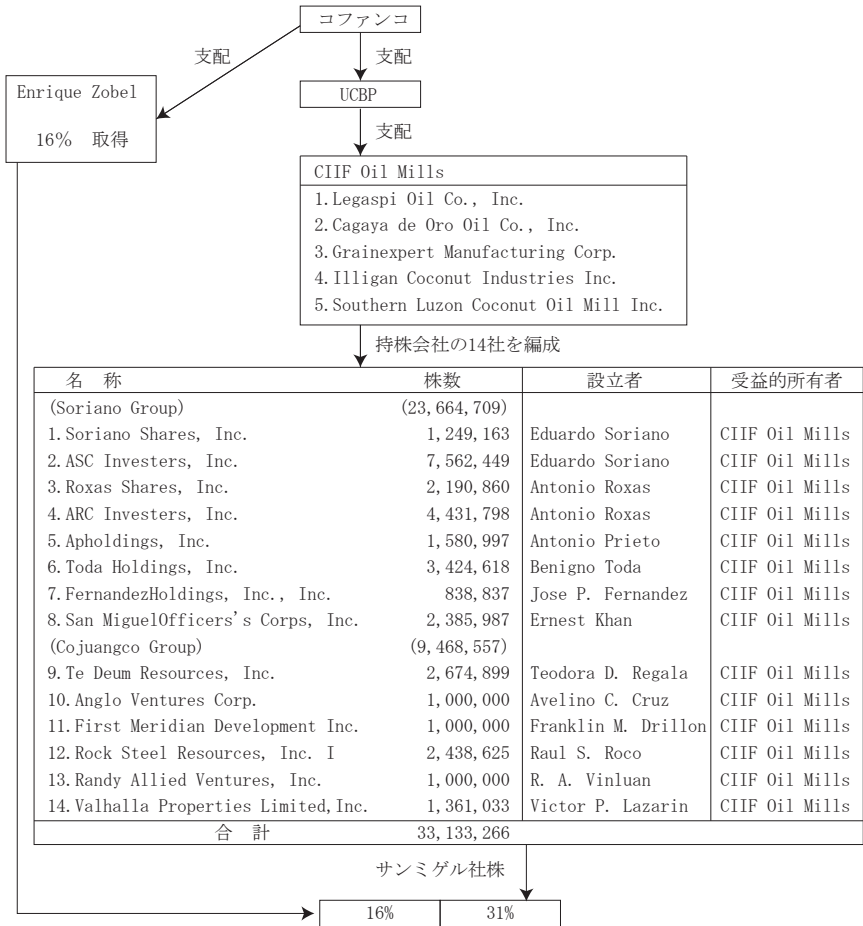 コファンコ
支配
支配
Enrique Zobel
16% 取得
UCBP
支配
CIIF Oil Mills
1.Legaspi Oil Co., Inc.
2.Cagaya de Oro Oil Co., Inc.
3.Grainexpert Manufacturing Corp.
4.Illigan Coconut Industries Inc.
5.Southern Luzon Coconut Oil Mill Inc.
持株会社の14社を編成
名 称 株数 設立者 受益的所有者
(Soriano Group) (23,664,709)
1.Soriano Shares, Inc. 1,249,163 Eduardo Soriano CIIF Oil Mills
2.ASC Investers, Inc. 7,562,449 Eduardo Soriano CIIF Oil Mills
3.Roxas Shares, Inc. 2,190,860 Antonio Roxas CIIF Oil Mills
4.ARC Investers, Inc. 4,431,798 Antonio Roxas CIIF Oil Mills
5.Apholdings, Inc. 1,580,997 Antonio Prieto CIIF Oil Mills
6.Toda Holdings, Inc. 3,424,618 Benigno Toda CIIF Oil Mills
7.FernandezHoldings, Inc., Inc. 838,837 Jose P. Fernandez CIIF Oil Mills
8.San MiguelOfficers's Corps, Inc. 2,385,987 Ernest Khan CIIF Oil Mills
(Cojuangco Group) (9,468,557)
9.Te Deum Resources, Inc. 2,674,899 Teodora D. Regala CIIF Oil Mills
10.Anglo Ventures Corp. 1,000,000 Avelino C. Cruz CIIF Oil Mills
11.First Meridian Development Inc. 1,000,000 Franklin M. Drillon CIIF Oil Mills
12.Rock Steel Resources, Inc. I 2,438,625 Raul S. Roco CIIF Oil Mills
13.Randy Allied Ventures, Inc. 1,000,000 R. A. Vinluan CIIF Oil Mills
14.Valhalla Properties Limited,Inc. 1,361,033 Victor P. Lazarin CIIF Oil Mills
合 計 33,133,266
サンミゲル社株
16% 31%